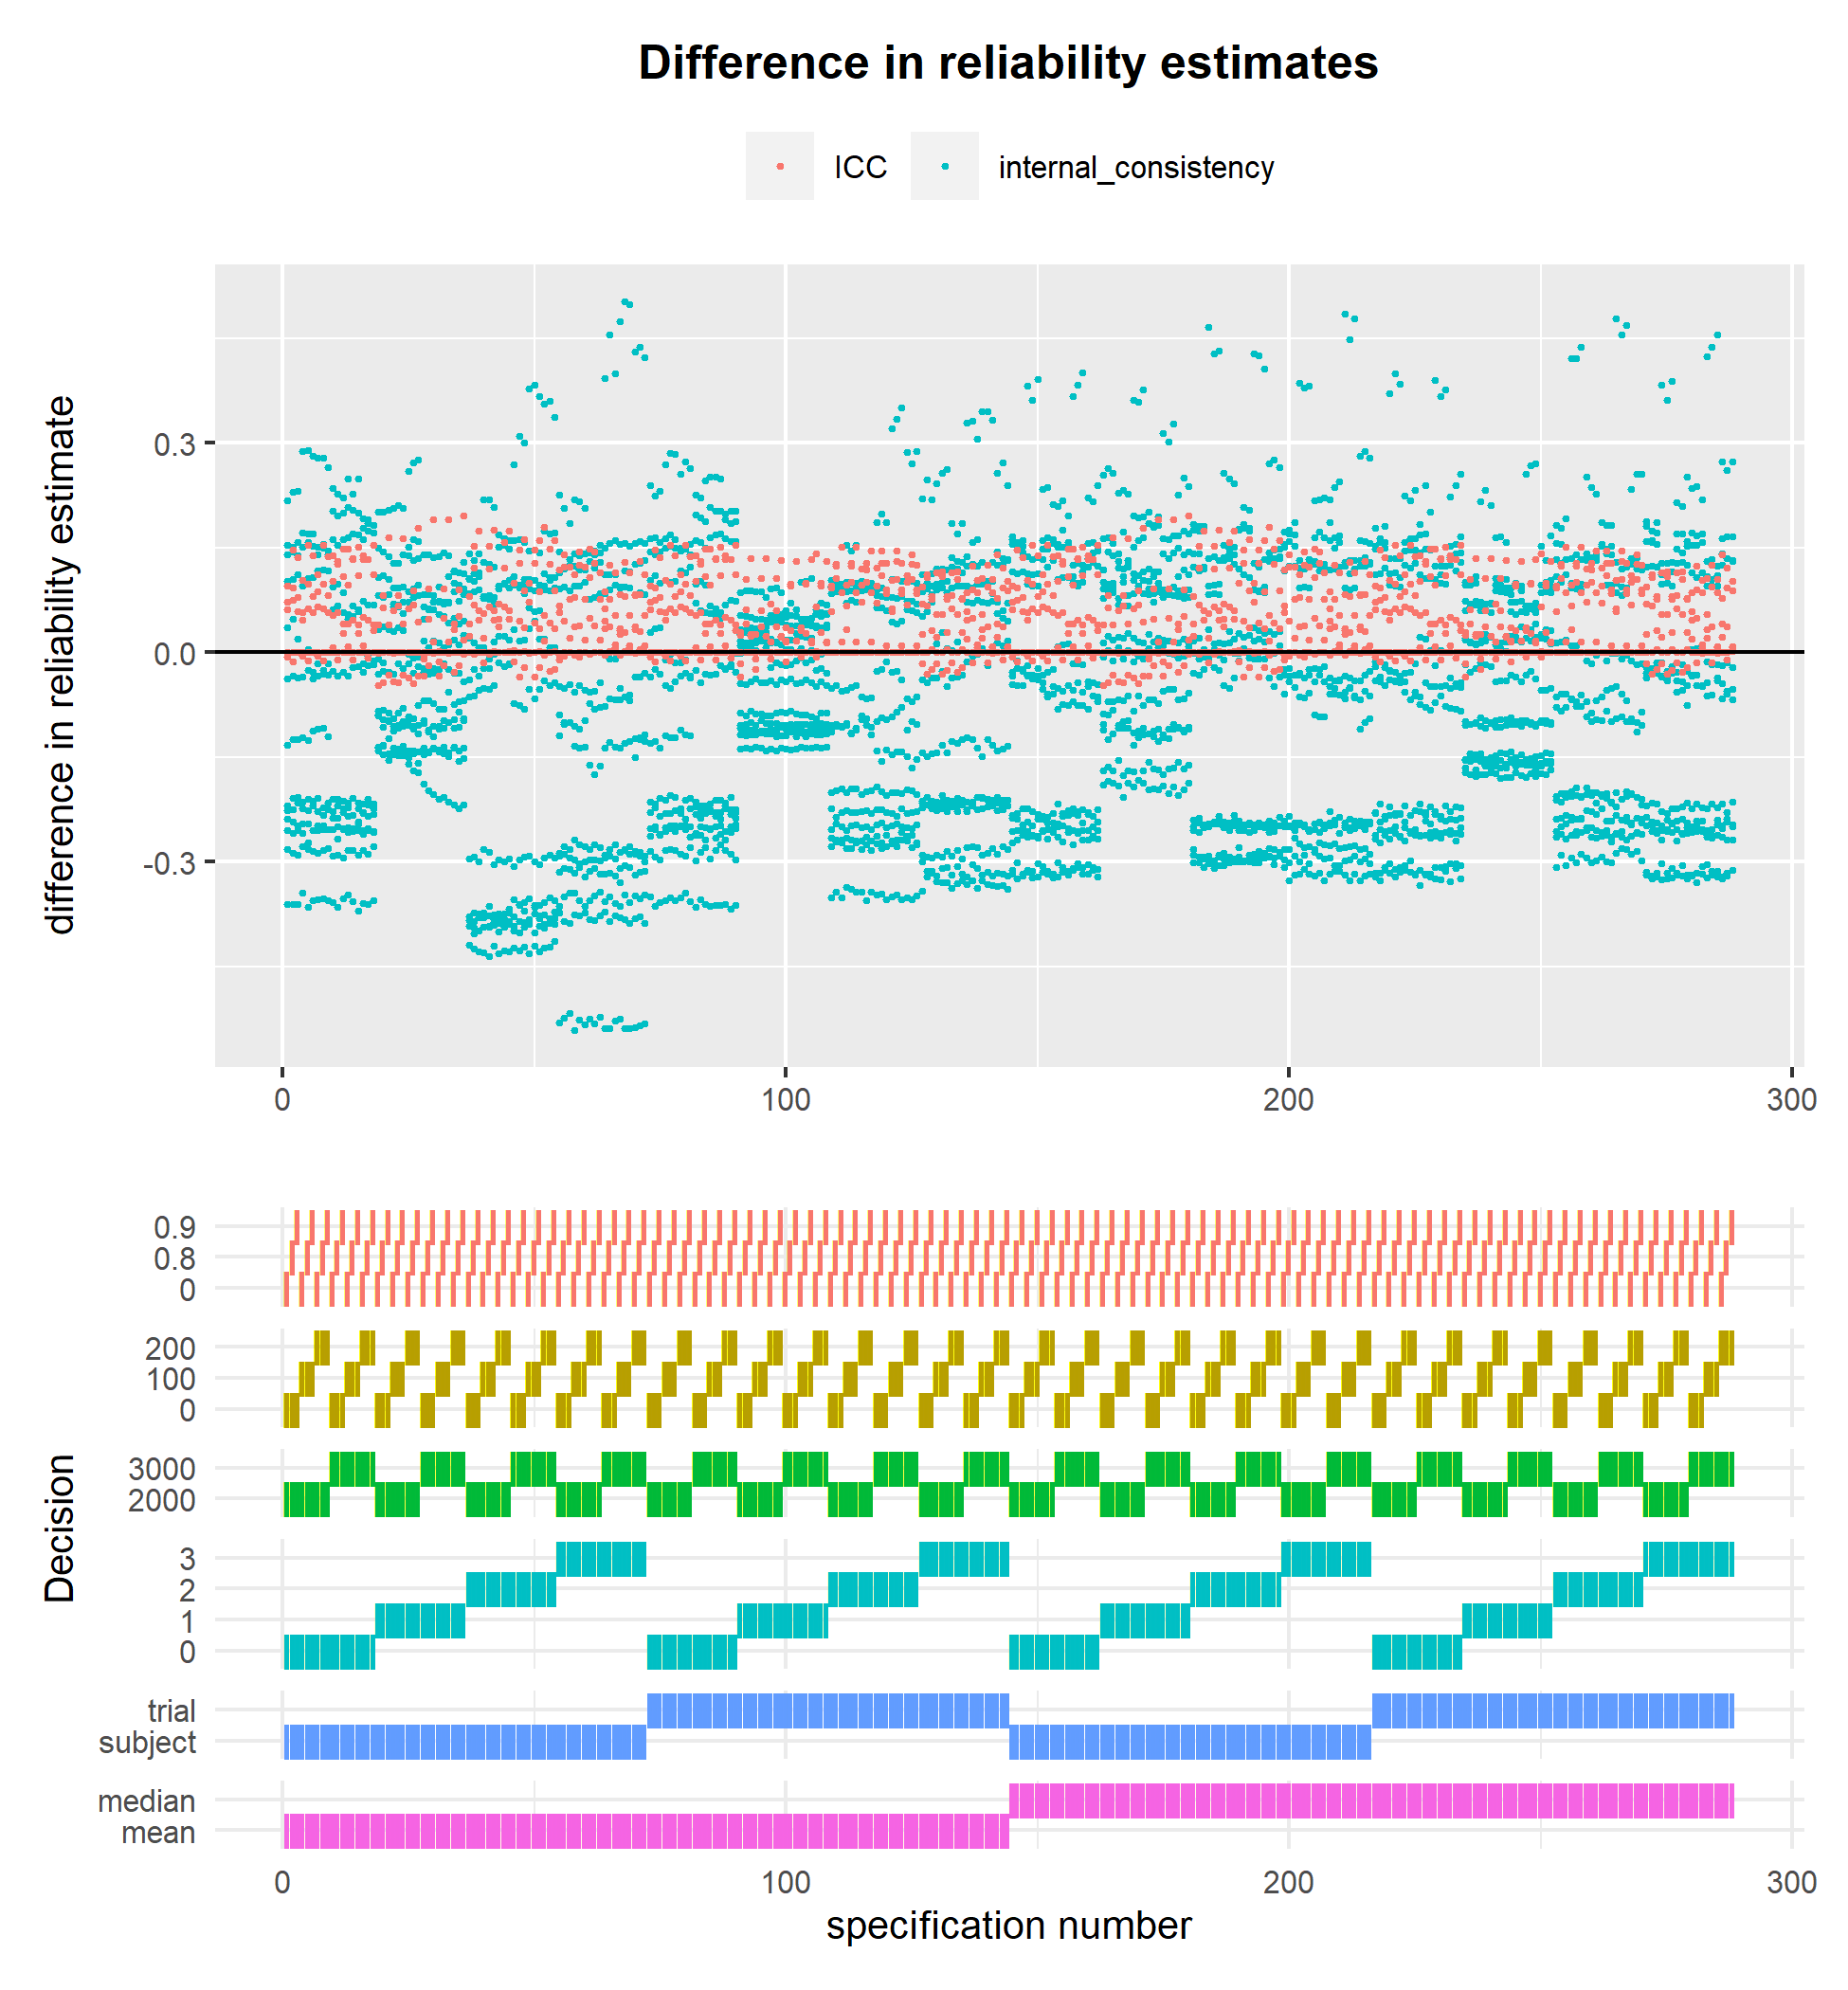 Difference in reliability estimates
ICC internal_consistency
difference in reliability estimate
0.3
0.0
-0.3
0 100 200 300
Decision
0.9
0.8
0
200
100
0
3000
2000
3
2
1
0
trial
subject
median
mean
0 100 200 300
specification number